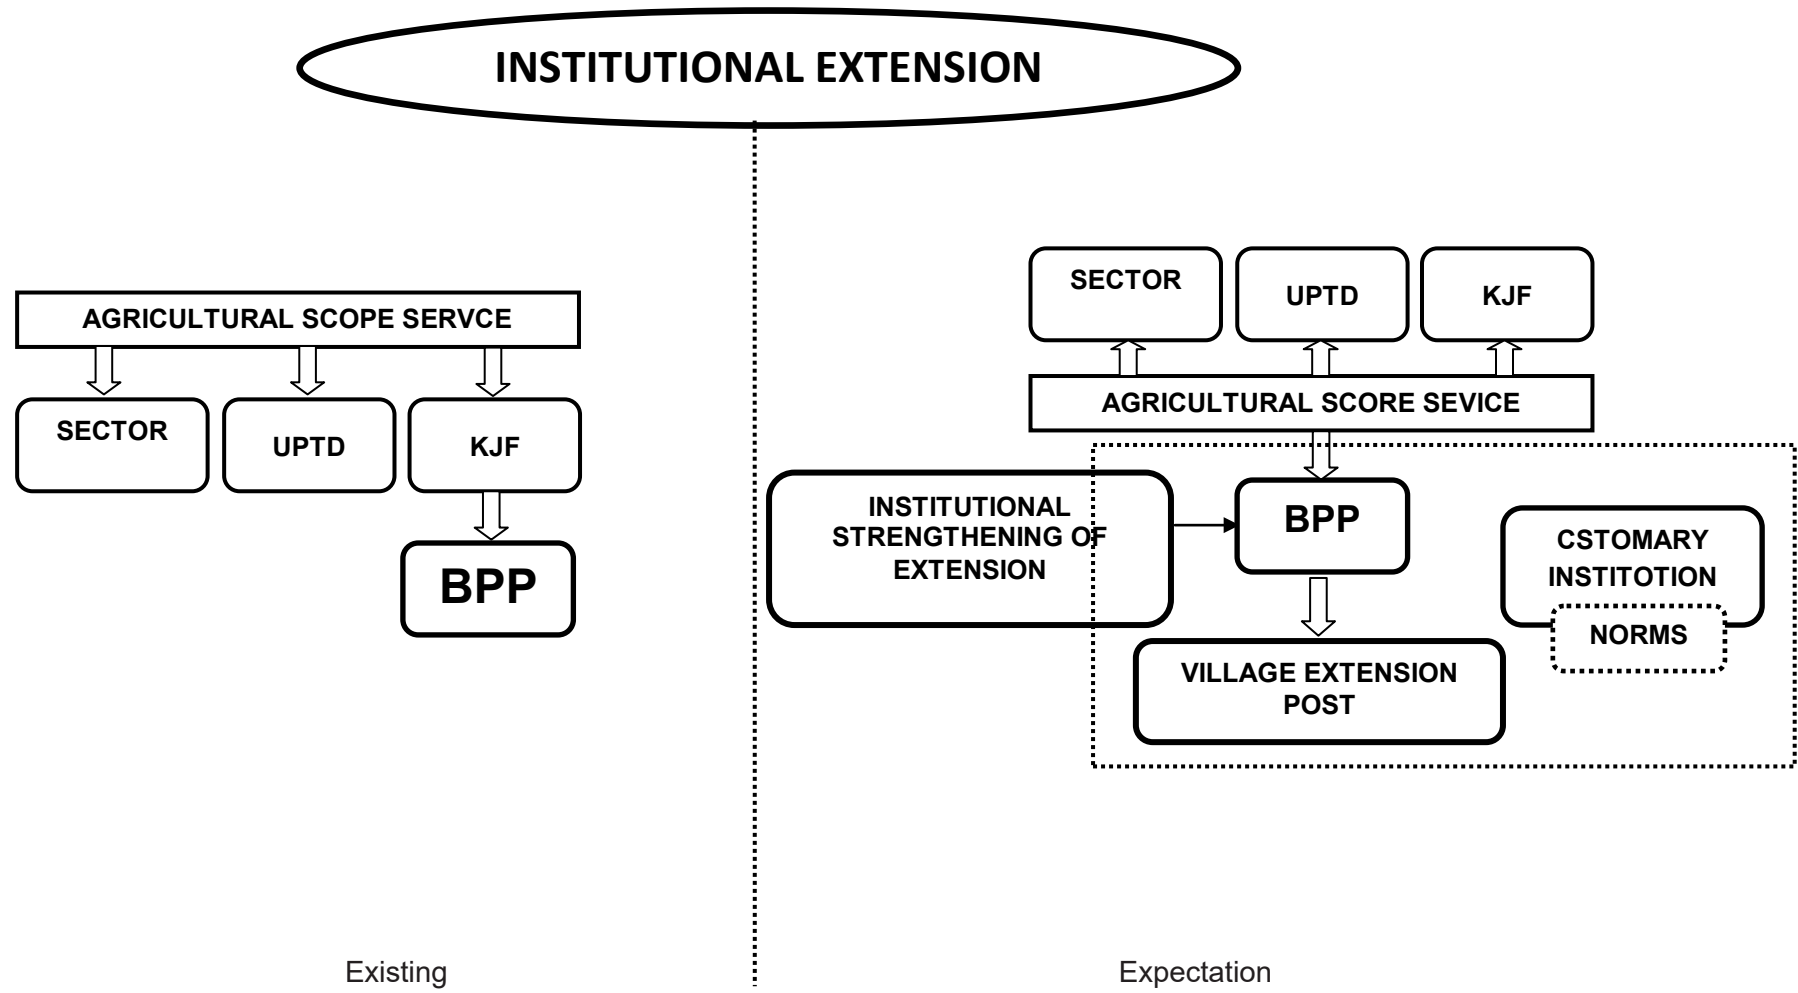 INSTITUTIONAL EXTENSION
AGRICULTURAL SCOPE SERVCE
SECTOR
UPTD
KJF
BPP
Existing
SECTOR
UPTD
KJF
AGRICULTURAL SCORE SEVICE
INSTITUTIONAL
STRENGTHENING OF
EXTENSION
BPP
CSTOMARY
INSTITOTION
NORMS
VILLAGE EXTENSION
POST
Expectation